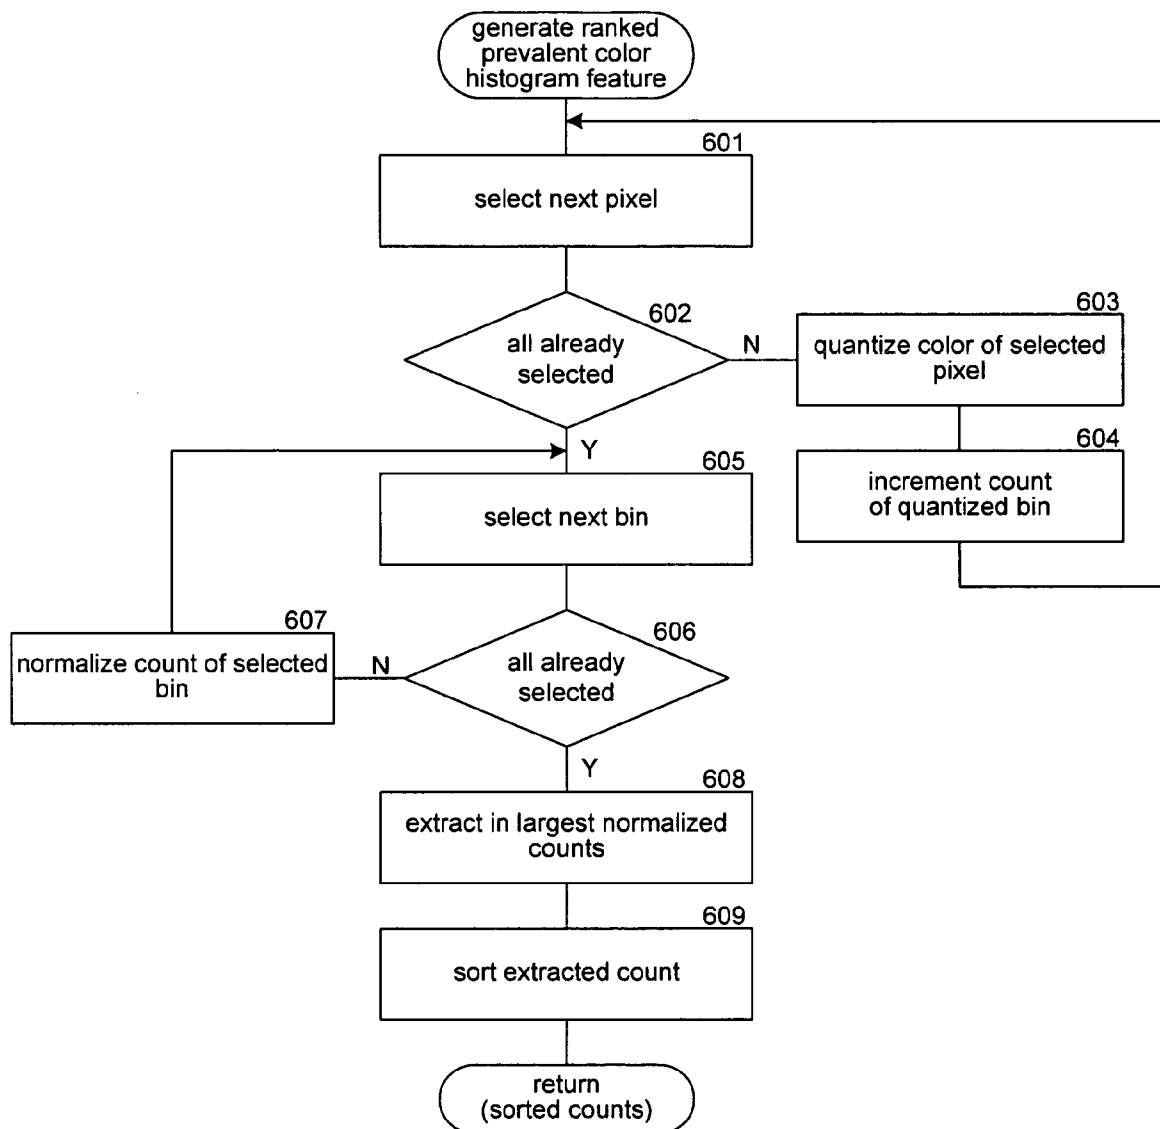 generate ranked
prevalent color
histogram feature
601
select next pixel
602
all already
selected
N
603
quantize color of selected
pixel
604
increment count
of quantized bin
Y
605
select next bin
606
all already
selected
N
607
normalize count of selected
bin
Y
608
extract in largest normalized
counts
609
sort extracted count
return
(sorted counts)